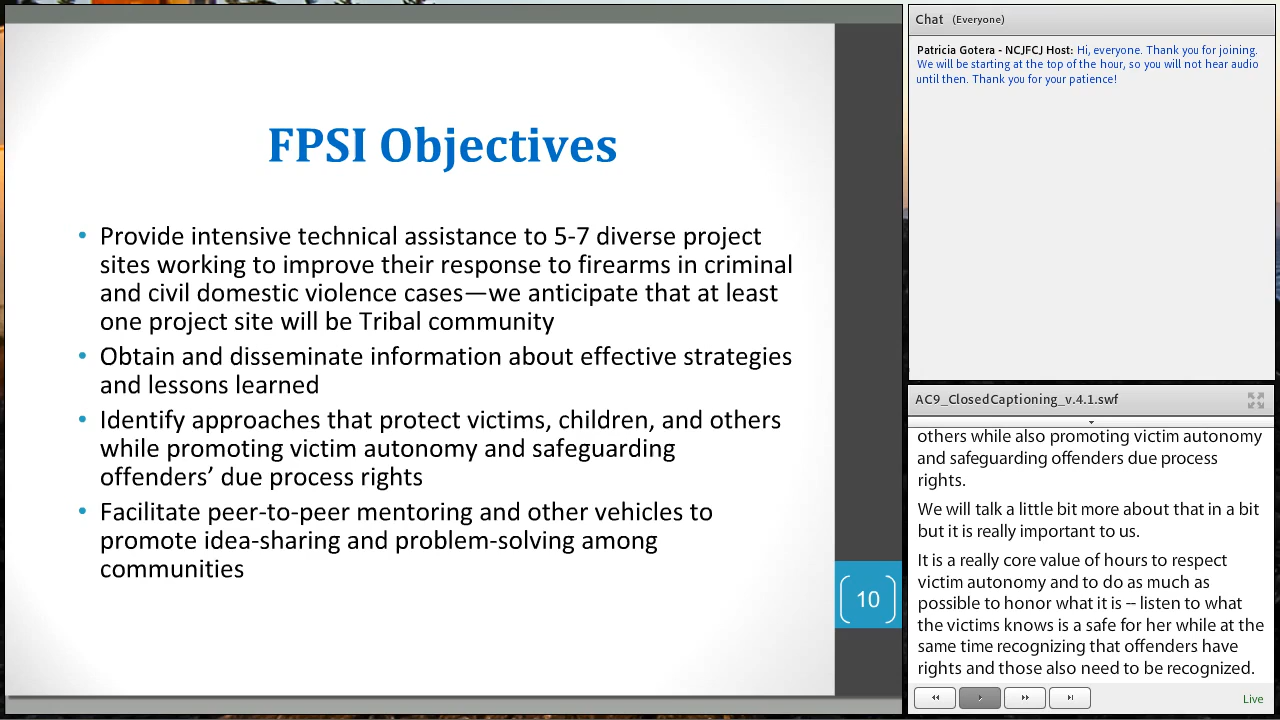 FPSI Objectives
• Provide intensive technical assistance to 5-7 diverse project
sites working to improve their response to firearms in criminal
and civil domestic violence cases—we anticipate that at least
one project site will be Tribal community
• Obtain and disseminate information about effective strategies
and lessons learned
• Identify approaches that protect victims, children, and others
while promoting victim autonomy and safeguarding
offenders’ due process rights
• Facilitate peer-to-peer mentoring and other vehicles to
promote idea-sharing and problem-solving among
communities
10
Chat (Everyone)
Patricia Gotera - NCJFCJ Host: Hi, everyone. Thank you for joining.
We will be starting at the top of the hour, so you will not hear audio
until then. Thank you for your patience!
AC9_ClosedCaptioning_v.4.1.swf
others while also promoting victim autonomy
and safeguarding offenders due process
rights.
We will talk a little bit more about that in a bit
but it is really important to us.
It is a really core value of hours to respect
victim autonomy and to do as much as
possible to honor what it is -- listen to what
the victims knows is a safe for her while at the
same time recognizing that offenders have
rights and those also need to be recognized.
Live